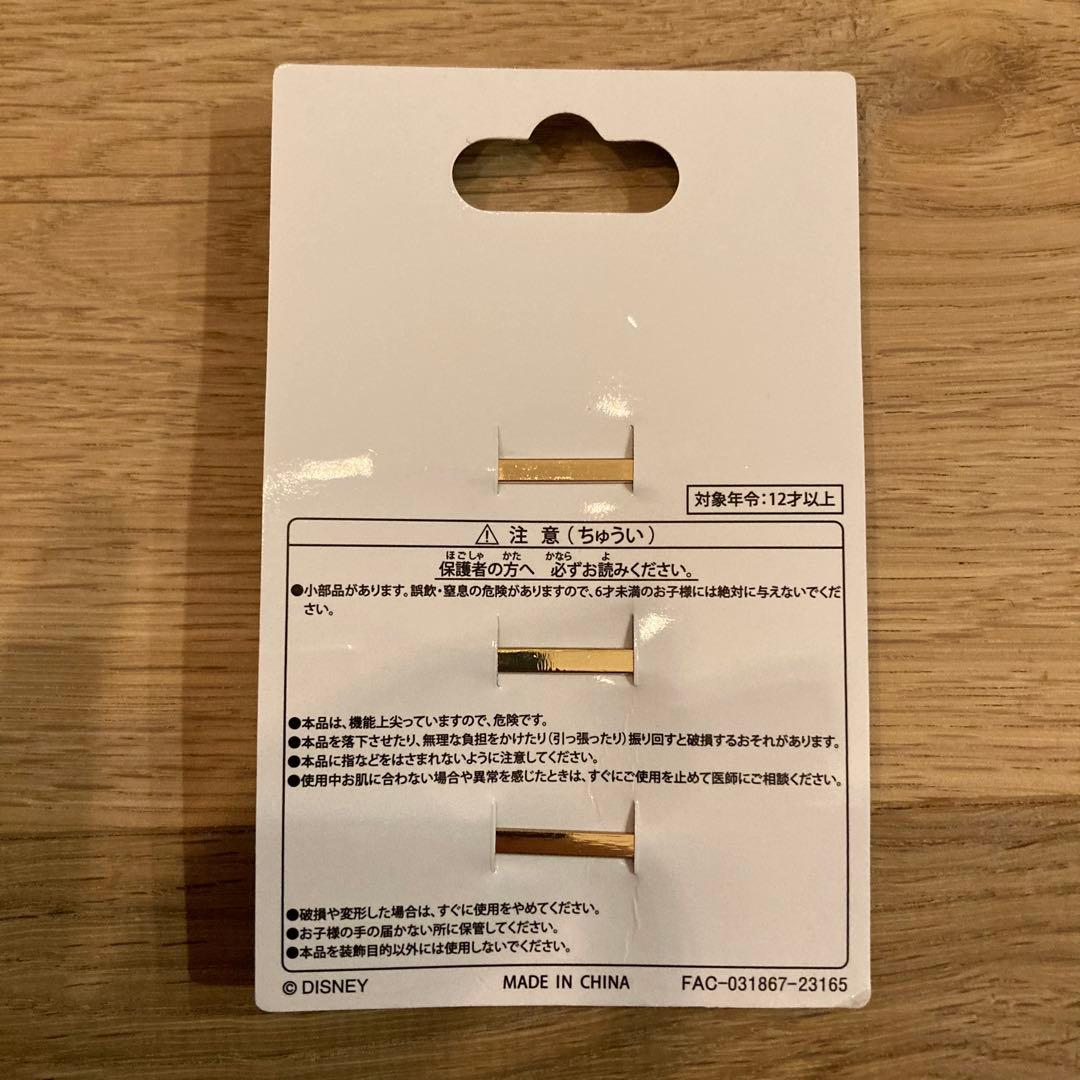 対象年令：12才以上
⚠ 注 意（ちゅうい）
ほごしゃ かた かなら よ
保護者の方へ 必ずお読みください。
●小部品があります。誤飲・窒息の危険がありますので、6才未満のお子様には絶対に与えないでくだ
さい。
●本品は、機能上尖っていますので、危険です。
●本品を落下させたり、無理な負担をかけたり（引っ張ったり）振り回すと破損するおそれがあります。
●本品に指などをはさまれないように注意してください。
●使用中お肌に合わない場合や異常を感じたときは、すぐにご使用を止めて医師にご相談ください。
●破損や変形した場合は、すぐに使用をやめてください。
●お子様の手の届かない所に保管してください。
●本品を装飾目的以外には使用しないでください。
© DISNEY MADE IN CHINA FAC-031867-23165